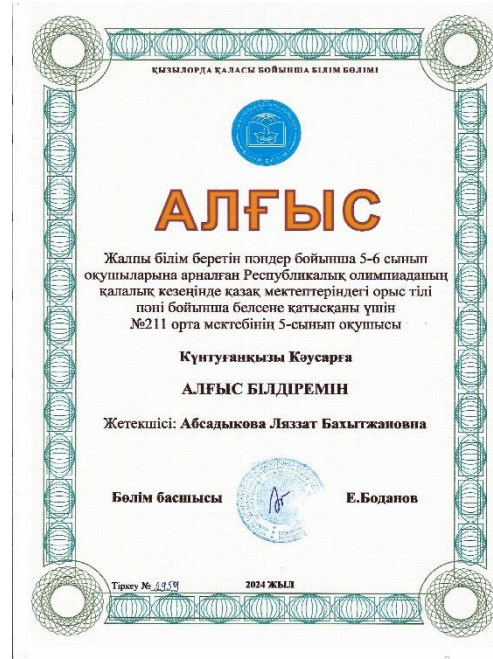 ҚЫЗЫЛОРДА ҚАЛАСЫ БОЙЫНША БІЛІМ БӨЛІМІ
АЛҒЫС
Жалпы білім беретін пәндер бойынша 5-6 сынып
оқушыларына арналған Республикалық олимпиаданың
қалалық кезеңінде қазақ мектептеріндегі орыс тілі
пәні бойынша белсене қатысқаны үшін
№211 орта мектебінің 5-сынып оқушысы
Күнтуғанқызы Кәусарға
АЛҒЫС БІЛДІРЕМІН
Жетекшісі: Абсадыкова Ляззат Бахытжановна
Бөлім басшысы Е.Боданов
Тіркеу № 2959 2024 ЖЫЛ